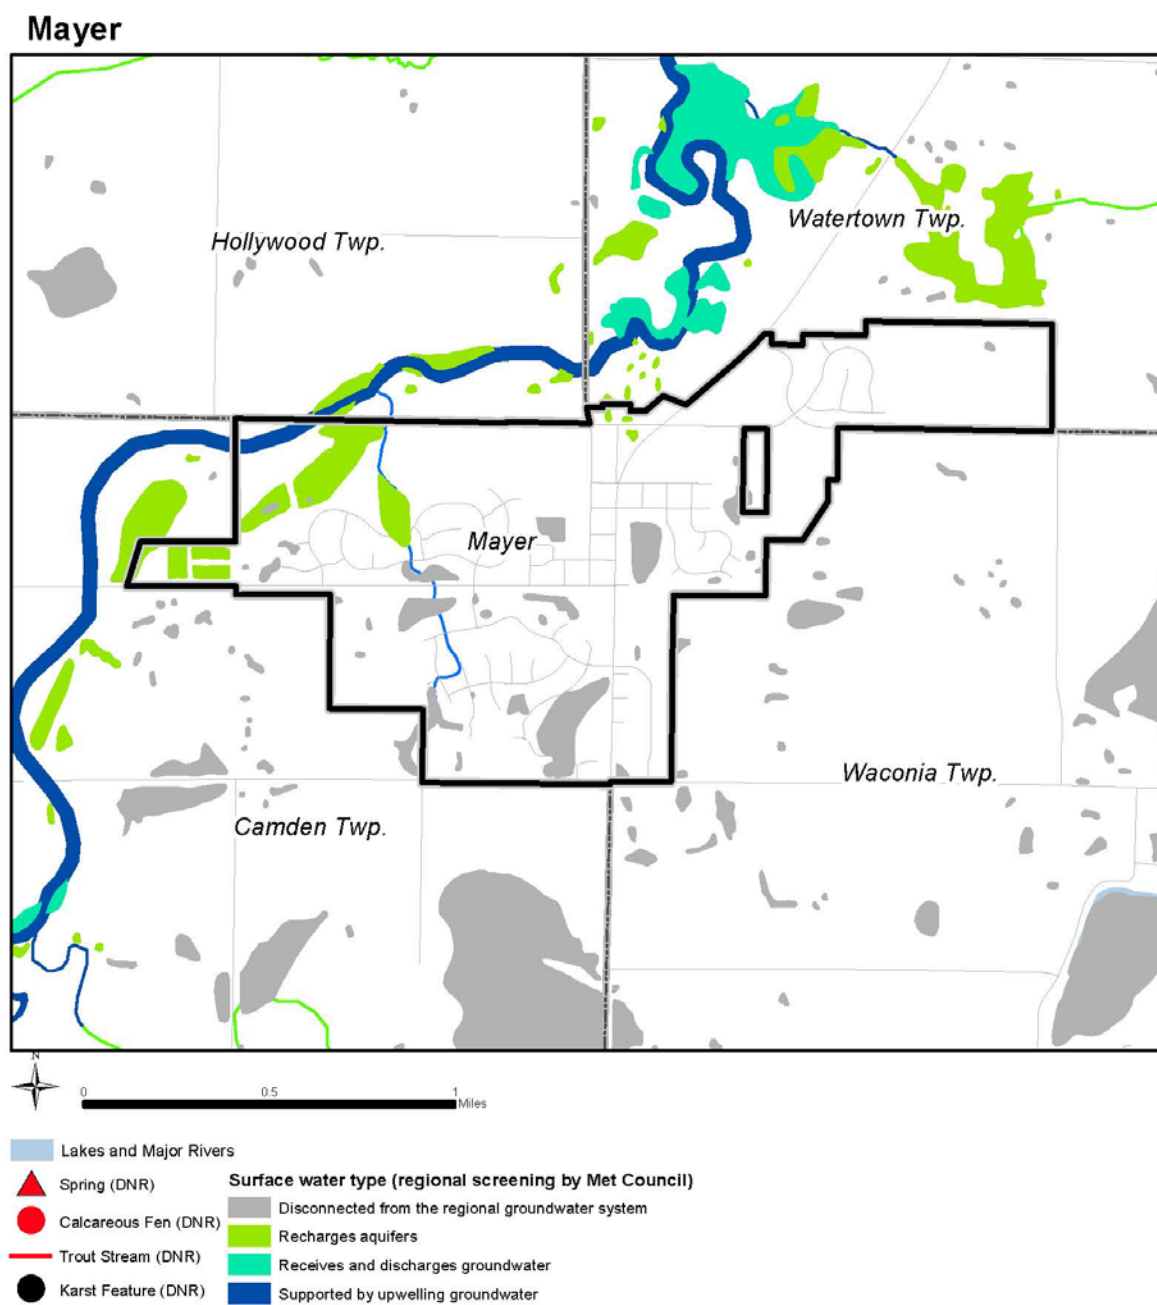 Mayer
Hollywood Twp.
Watertown Twp.
Mayer
Waconia Twp.
Camden Twp.
N
0 0.5 1
Miles
Lakes and Major Rivers
Spring (DNR)
Calcareous Fen (DNR)
Trout Stream (DNR)
Karst Feature (DNR)
Surface water type (regional screening by Met Council)
Disconnected from the regional groundwater system
Recharges aquifers
Receives and discharges groundwater
Supported by upwelling groundwater